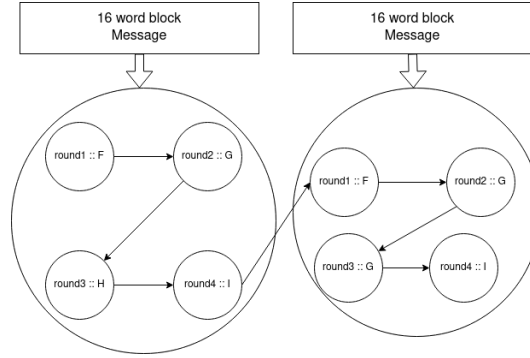 16 word block
Message
16 word block
Message
round1 :: F
round2 :: G
round3 :: H
round4 :: I
round1 :: F
round2 :: G
round3 :: G
round4 :: I